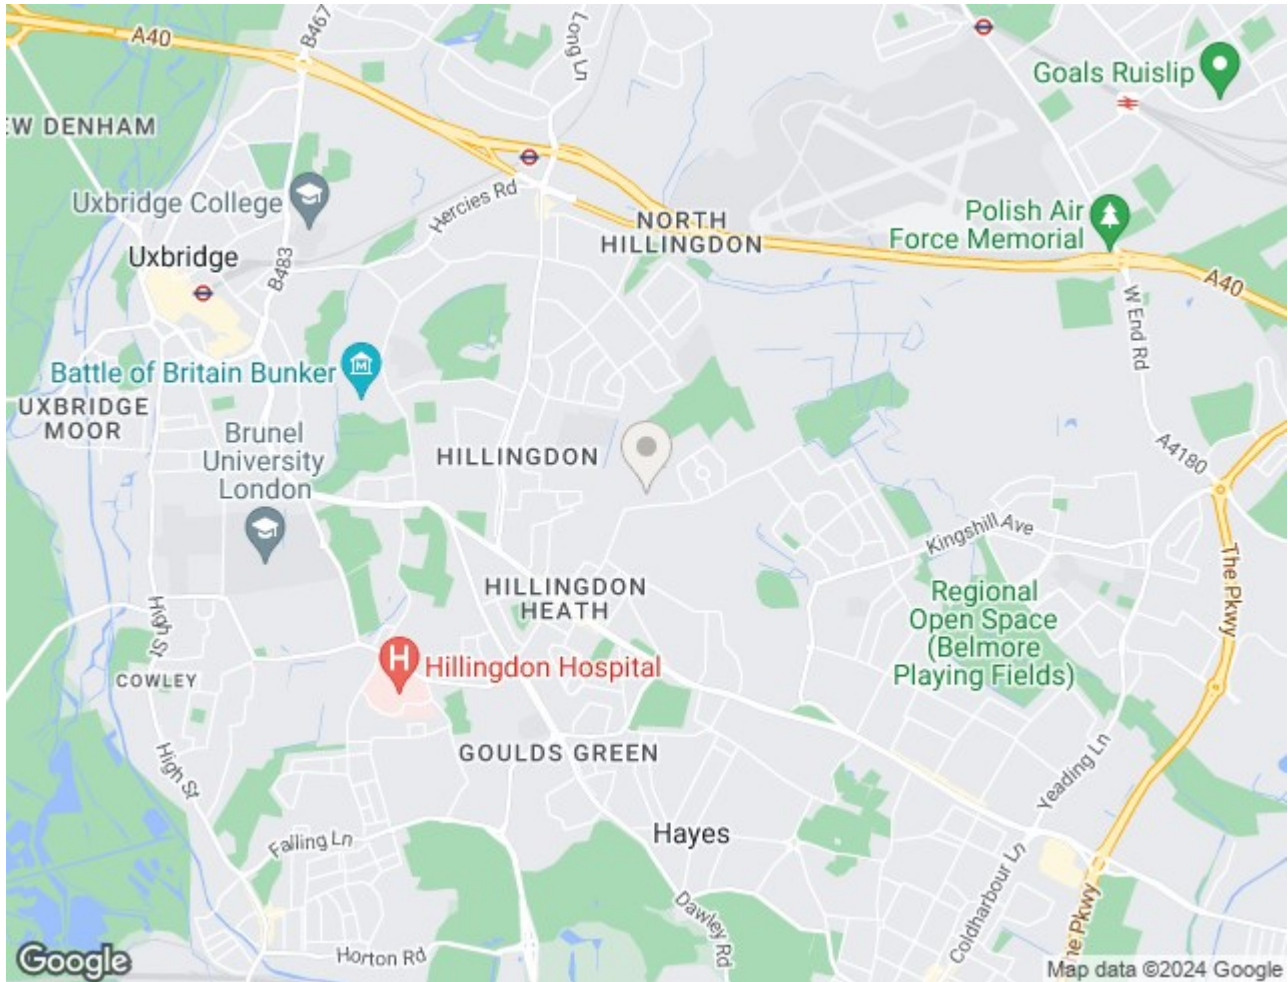 A40
B467
Long Ln
Goals Ruislip
EW DENHAM
Uxbridge College
Hercies Rd
NORTH
HILLINGDON
Polish Air
Force Memorial
Uxbridge
B483
A40
W End Rd
Battle of Britain Bunker
M
UXBRIDGE
MOOR
Brunel
University
London
HILLINGDON
A4180
Kingshill Ave
The Pkwy
HILLINGDON
HEATH
Regional
Open Space
(Belmore
Playing Fields)
High St
H
Hillingdon Hospital
COWLEY
GOULDS GREEN
High St
Yeading Ln
Falling Ln
Hayes
Coldharbour Ln
Dawley Rd
The Pkwy
Horton Rd
Google
Map data ©2024 Google